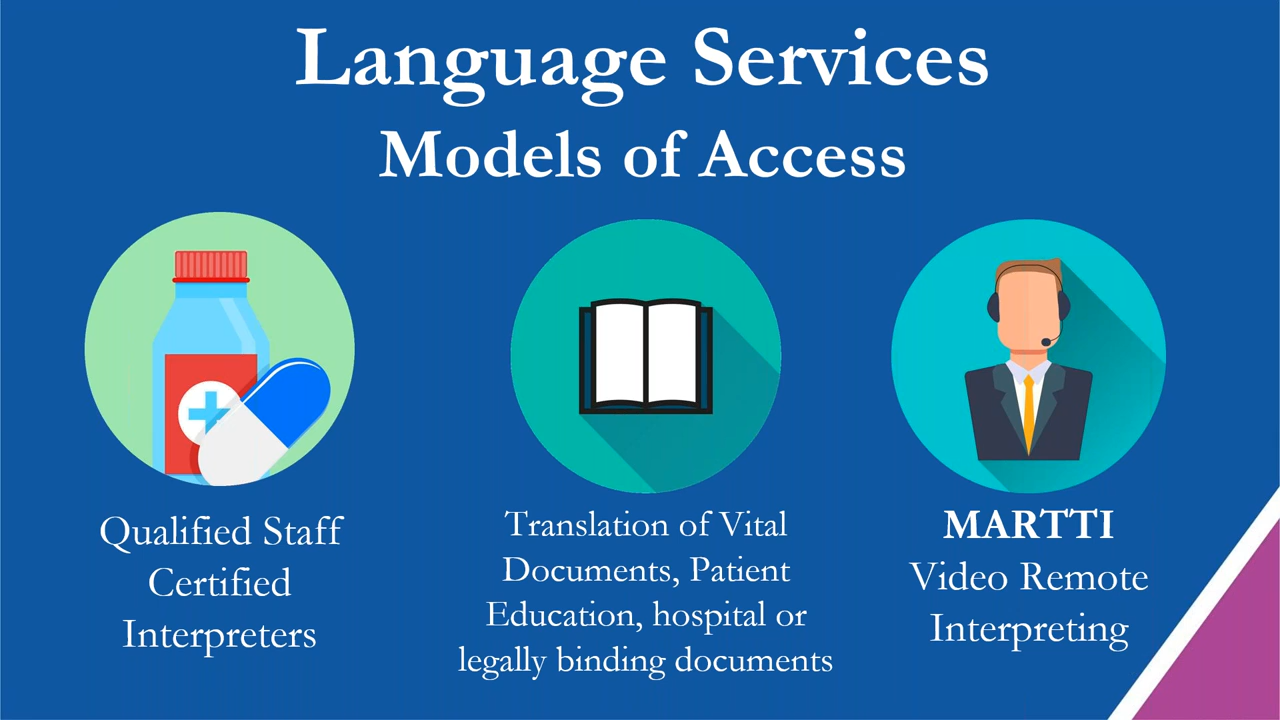 Language Services
Models of Access
Qualified Staff
Certified
Interpreters
Translation of Vital
Documents, Patient
Education, hospital or
legally binding documents
MARTTI
Video Remote
Interpreting